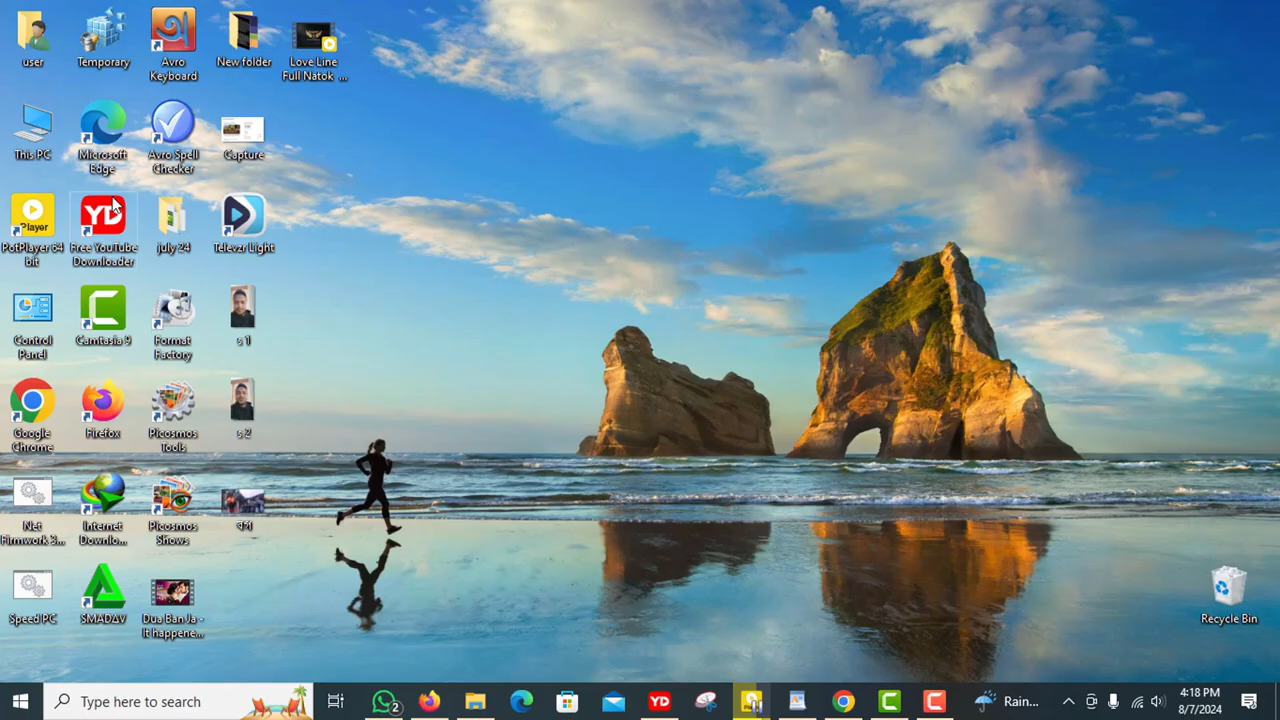 user
Temporary
Avro
Keyboard
New folder
Love Line
Full Natok ...
This PC
Microsoft
Edge
Avro Spell
Checker
Capture
Player
PotPlayer 64
bit
YD
Free YouTube
Downloader
july 24
Televzr Light
Control
Panel
Camtasia 9
Format
Factory
s 1
Google
Chrome
Firefox
Picosmos
Tools
s 2
Net
Firmwork 3...
Internet
Downlo...
Picosmos
Shows
Speed PC
SMADΔV
Dua Ban Ja -
It happene...
Recycle Bin
Type here to search
2
YD
Rain...
4:18 PM
8/7/2024